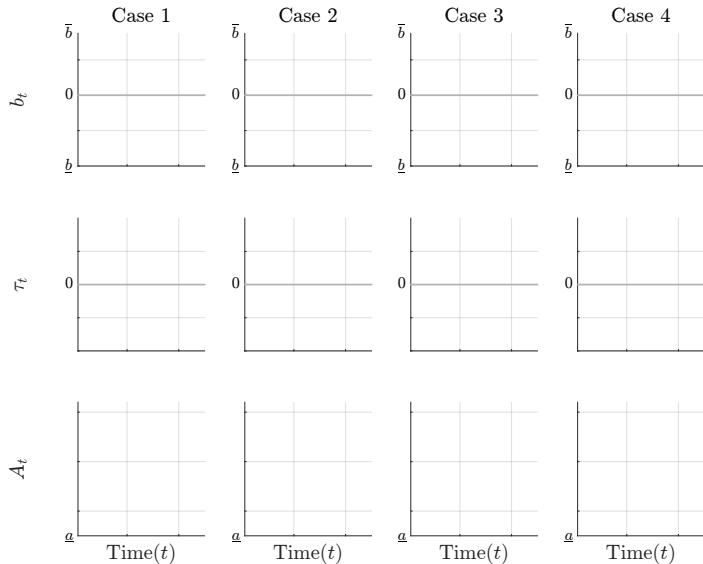 Case 1 Case 2 Case 3 Case 4
b̅ b̅ b̅ b̅
b_t 0 0 0 0
b̲ b̲ b̲ b̲
τ_t 0 0 0 0
A_t
a̲ a̲ a̲ a̲
Time(t) Time(t) Time(t) Time(t)